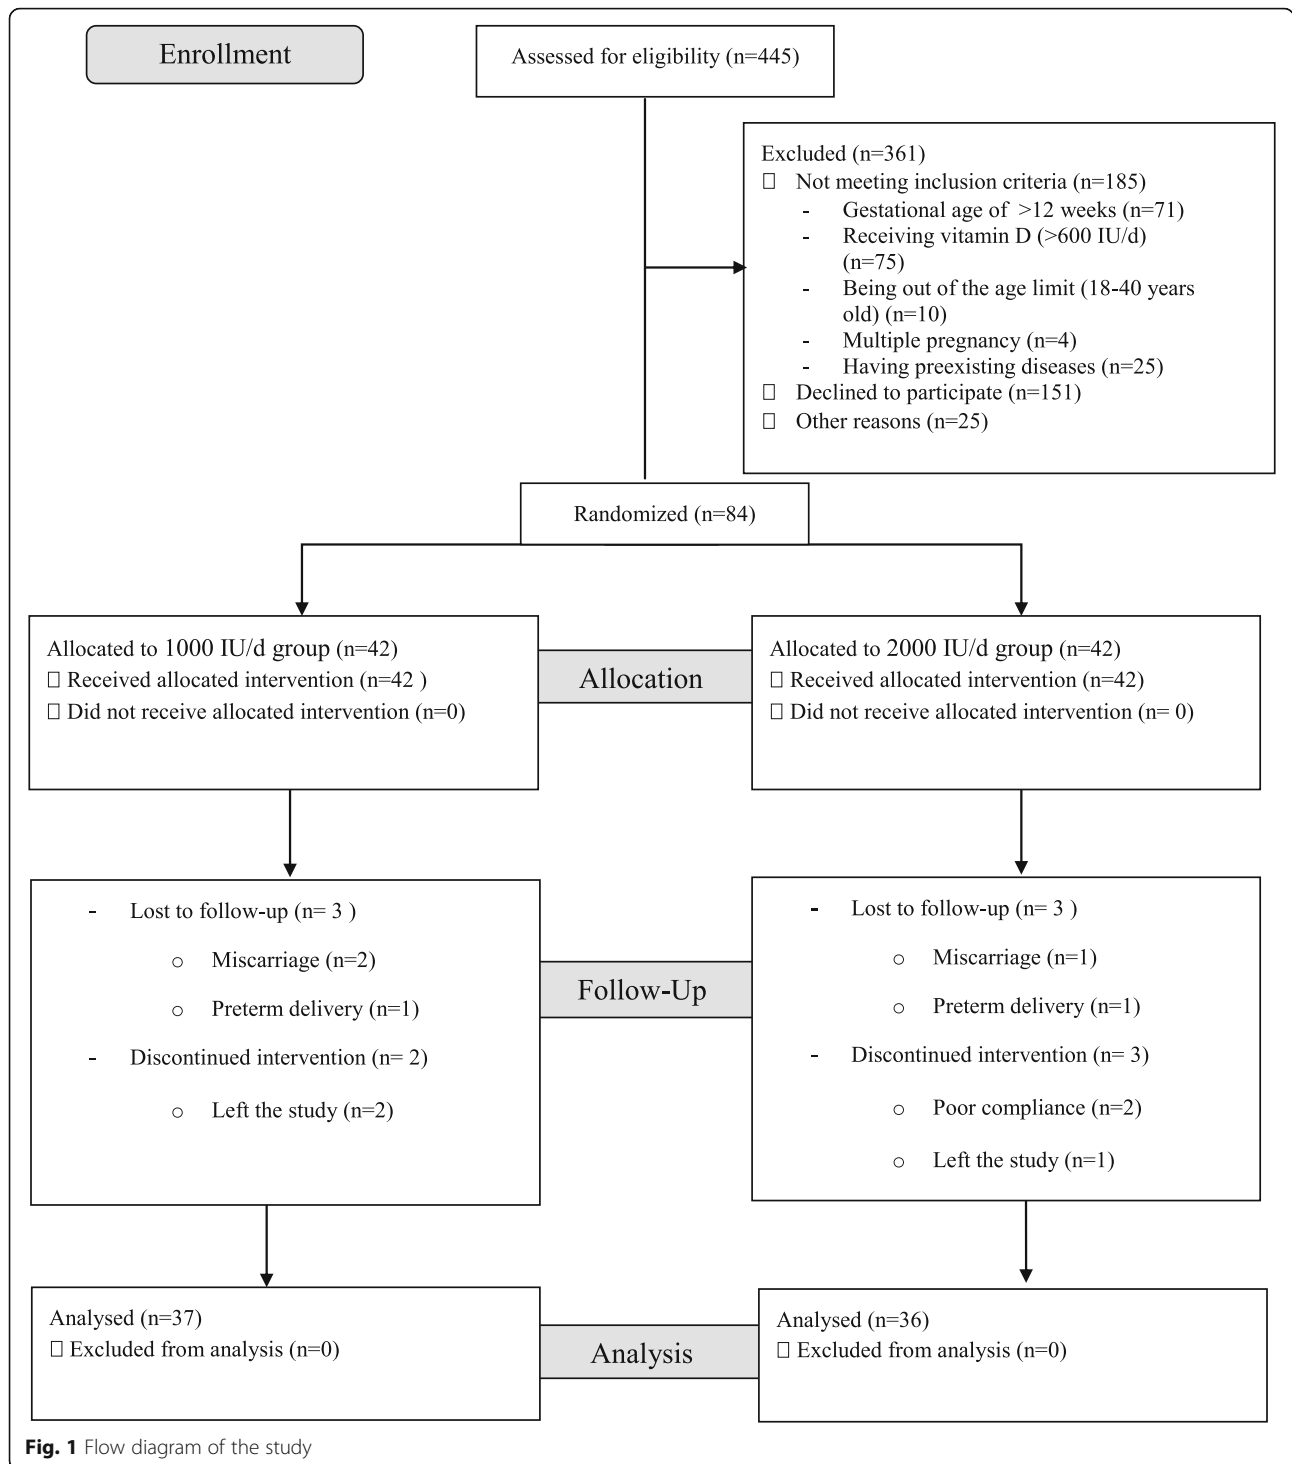 Enrollment
Assessed for eligibility (n=445)
Excluded (n=361)
☐ Not meeting inclusion criteria (n=185)
- Gestational age of >12 weeks (n=71)
- Receiving vitamin D (>600 IU/d)
(n=75)
- Being out of the age limit (18-40 years
old) (n=10)
- Multiple pregnancy (n=4)
- Having preexisting diseases (n=25)
☐ Declined to participate (n=151)
☐ Other reasons (n=25)
Randomized (n=84)
Allocated to 1000 IU/d group (n=42)
☐ Received allocated intervention (n=42 )
☐ Did not receive allocated intervention (n=0)
Allocation
Allocated to 2000 IU/d group (n=42)
☐ Received allocated intervention (n=42)
☐ Did not receive allocated intervention (n= 0)
- Lost to follow-up (n= 3 )
o Miscarriage (n=2)
o Preterm delivery (n=1)
- Discontinued intervention (n= 2)
o Left the study (n=2)
Follow-Up
- Lost to follow-up (n= 3 )
o Miscarriage (n=1)
o Preterm delivery (n=1)
- Discontinued intervention (n= 3)
o Poor compliance (n=2)
o Left the study (n=1)
Analysed (n=37)
☐ Excluded from analysis (n=0)
Analysis
Analysed (n=36)
☐ Excluded from analysis (n=0)
Fig. 1 Flow diagram of the study